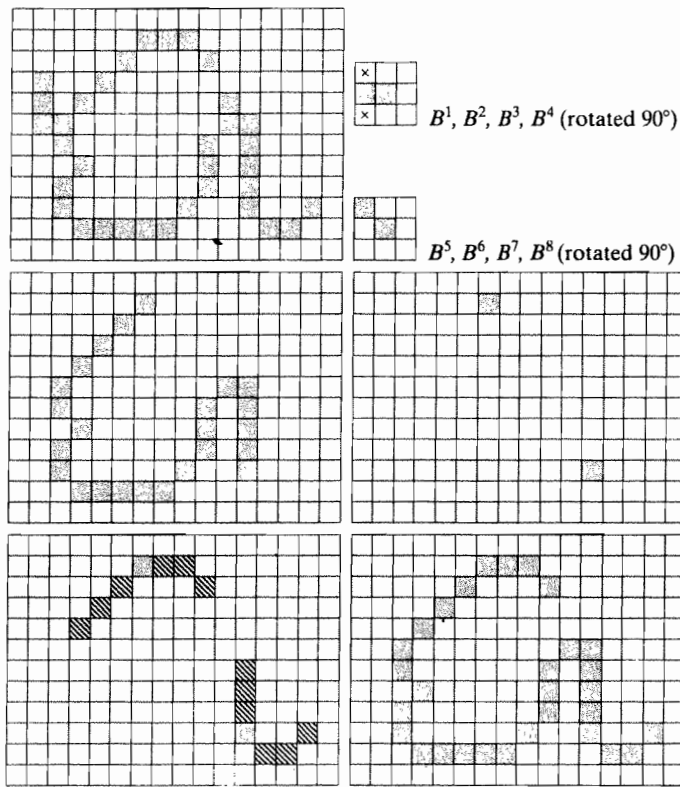 ×
× B¹, B², B³, B⁴ (rotated 90°)
B⁵, B⁶, B⁷, B⁸ (rotated 90°)